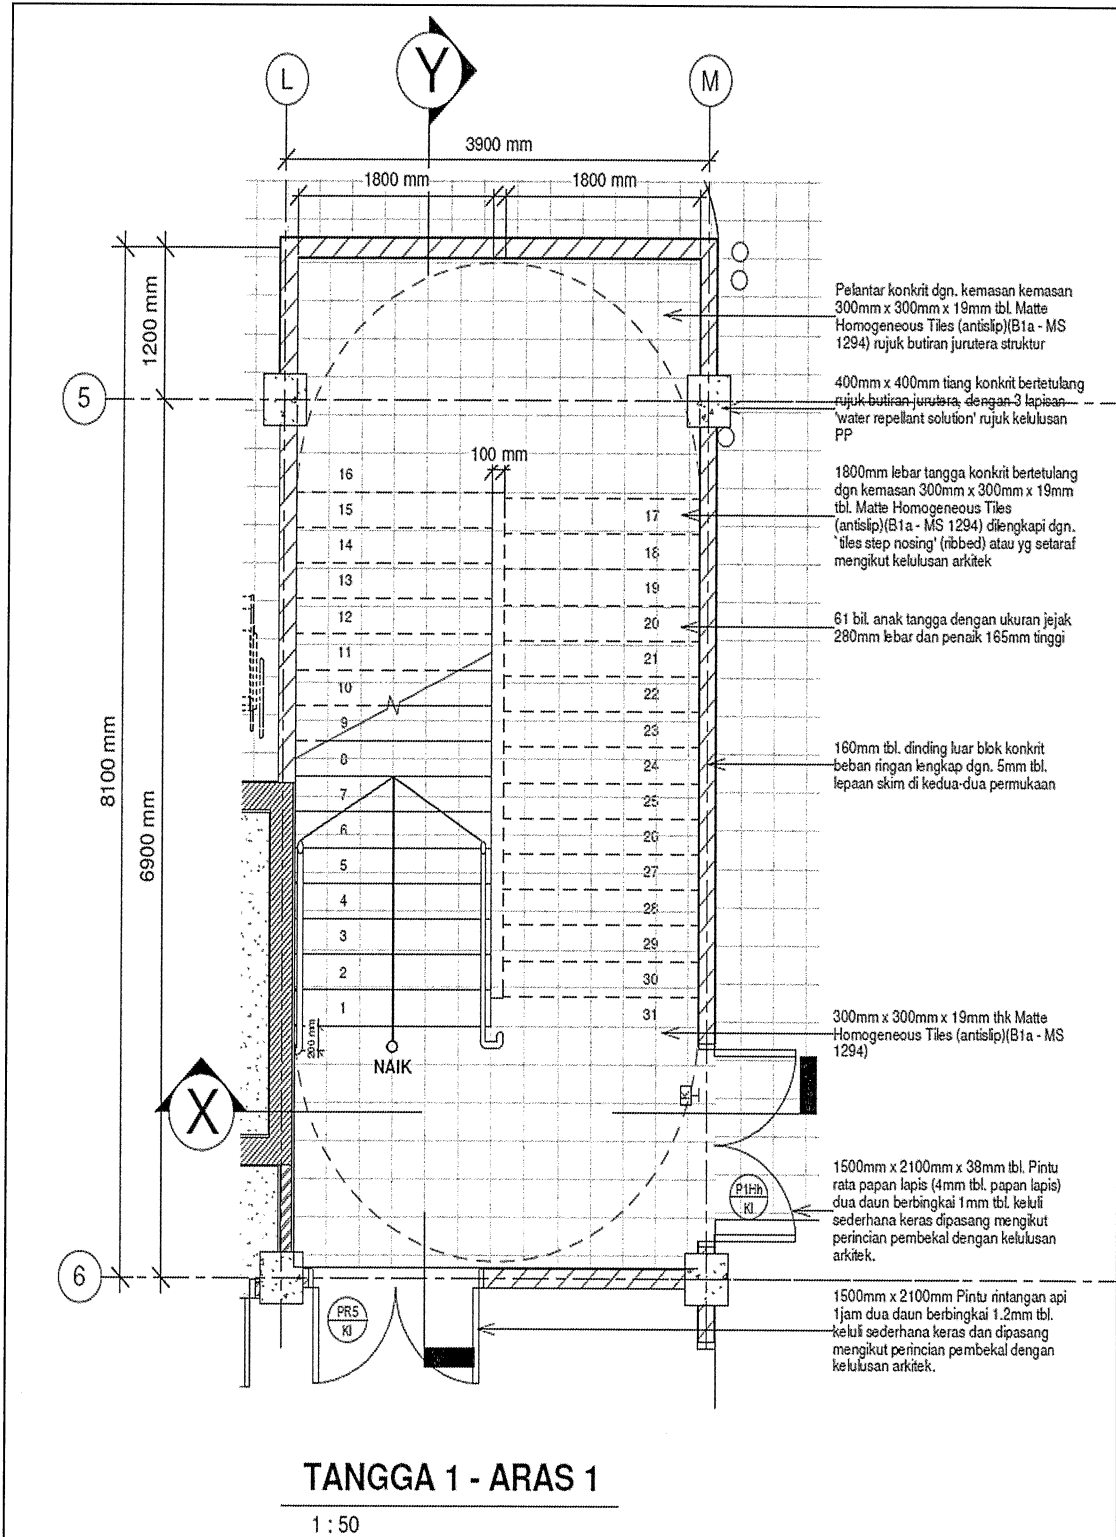 Y
L
M
3900 mm
1800 mm
1800 mm
1200 mm
5
8100 mm
6900 mm
100 mm
16
15
14
13
12
11
10
9
8
7
6
5
4
3
2
1
17
18
19
20
21
22
23
24
25
26
27
28
29
30
31
200 mm
NAIK
X
K
6
PR5
KI
P1Hh
KI
Pelantar konkrit dgn. kemasan kemasan
300mm x 300mm x 19mm tbl. Matte
Homogeneous Tiles (antislip)(B1a - MS
1294) rujuk butiran jurutera struktur
400mm x 400mm tiang konkrit bertetulang
rujuk butiran jurutera, dengan 3 lapisan
'water repellant solution' rujuk kelulusan
PP
1800mm lebar tangga konkrit bertetulang
dgn kemasan 300mm x 300mm x 19mm
tbl. Matte Homogeneous Tiles
(antislip)(B1a - MS 1294) dilengkapi dgn.
`tiles step nosing' (ribbed) atau yg setaraf
mengikut kelulusan arkitek
61 bil. anak tangga dengan ukuran jejak
280mm lebar dan penaik 165mm tinggi
160mm tbl. dinding luar blok konkrit
beban ringan lengkap dgn. 5mm tbl.
lepaan skim di kedua-dua permukaan
300mm x 300mm x 19mm thk Matte
Homogeneous Tiles (antislip)(B1a - MS
1294)
1500mm x 2100mm x 38mm tbl. Pintu
rata papan lapis (4mm tbl. papan lapis)
dua daun berbingkai 1mm tbl. keluli
sederhana keras dipasang mengikut
perincian pembekal dengan kelulusan
arkitek.
1500mm x 2100mm Pintu rintangan api
1jam dua daun berbingkai 1.2mm tbl.
keluli sederhana keras dan dipasang
mengikut perincian pembekal dengan
kelulusan arkitek.
TANGGA 1 - ARAS 1
1 : 50